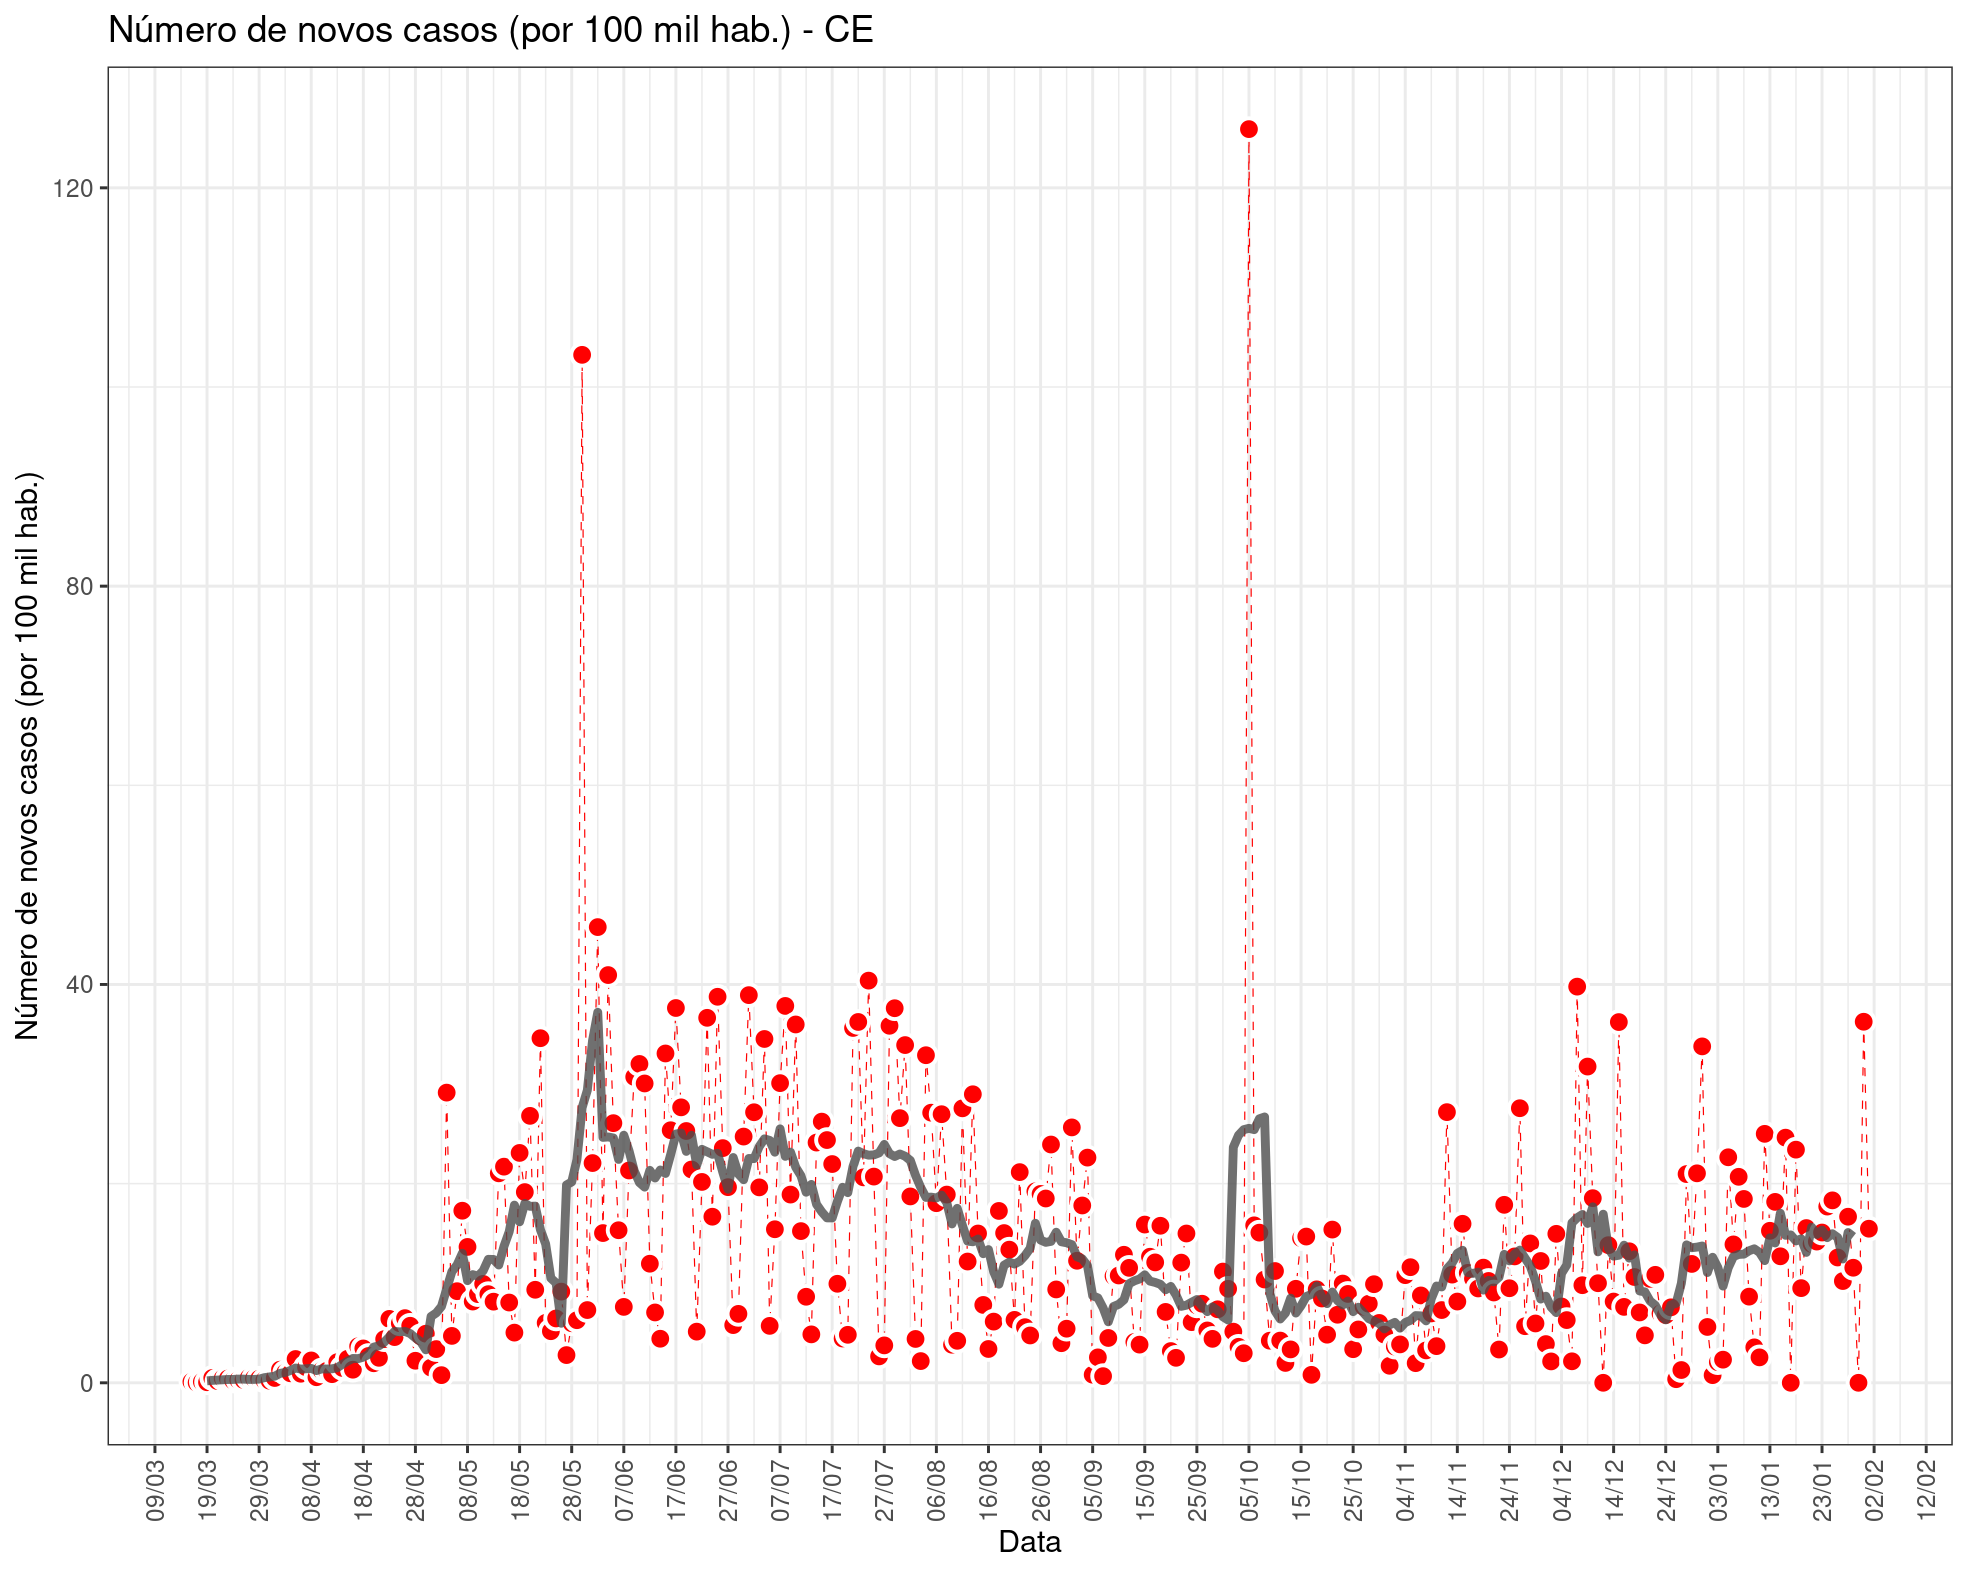 Número de novos casos (por 100 mil hab.) - CE
Número de novos casos (por 100 mil hab.)
120
80
40
0
09/03 19/03 29/03 08/04 18/04 28/04 08/05 18/05 28/05 07/06 17/06 27/06 07/07 17/07 27/07 06/08 16/08 26/08 05/09 15/09 25/09 05/10 15/10 25/10 04/11 14/11 24/11 04/12 14/12 24/12 03/01 13/01 23/01 02/02 12/02
Data